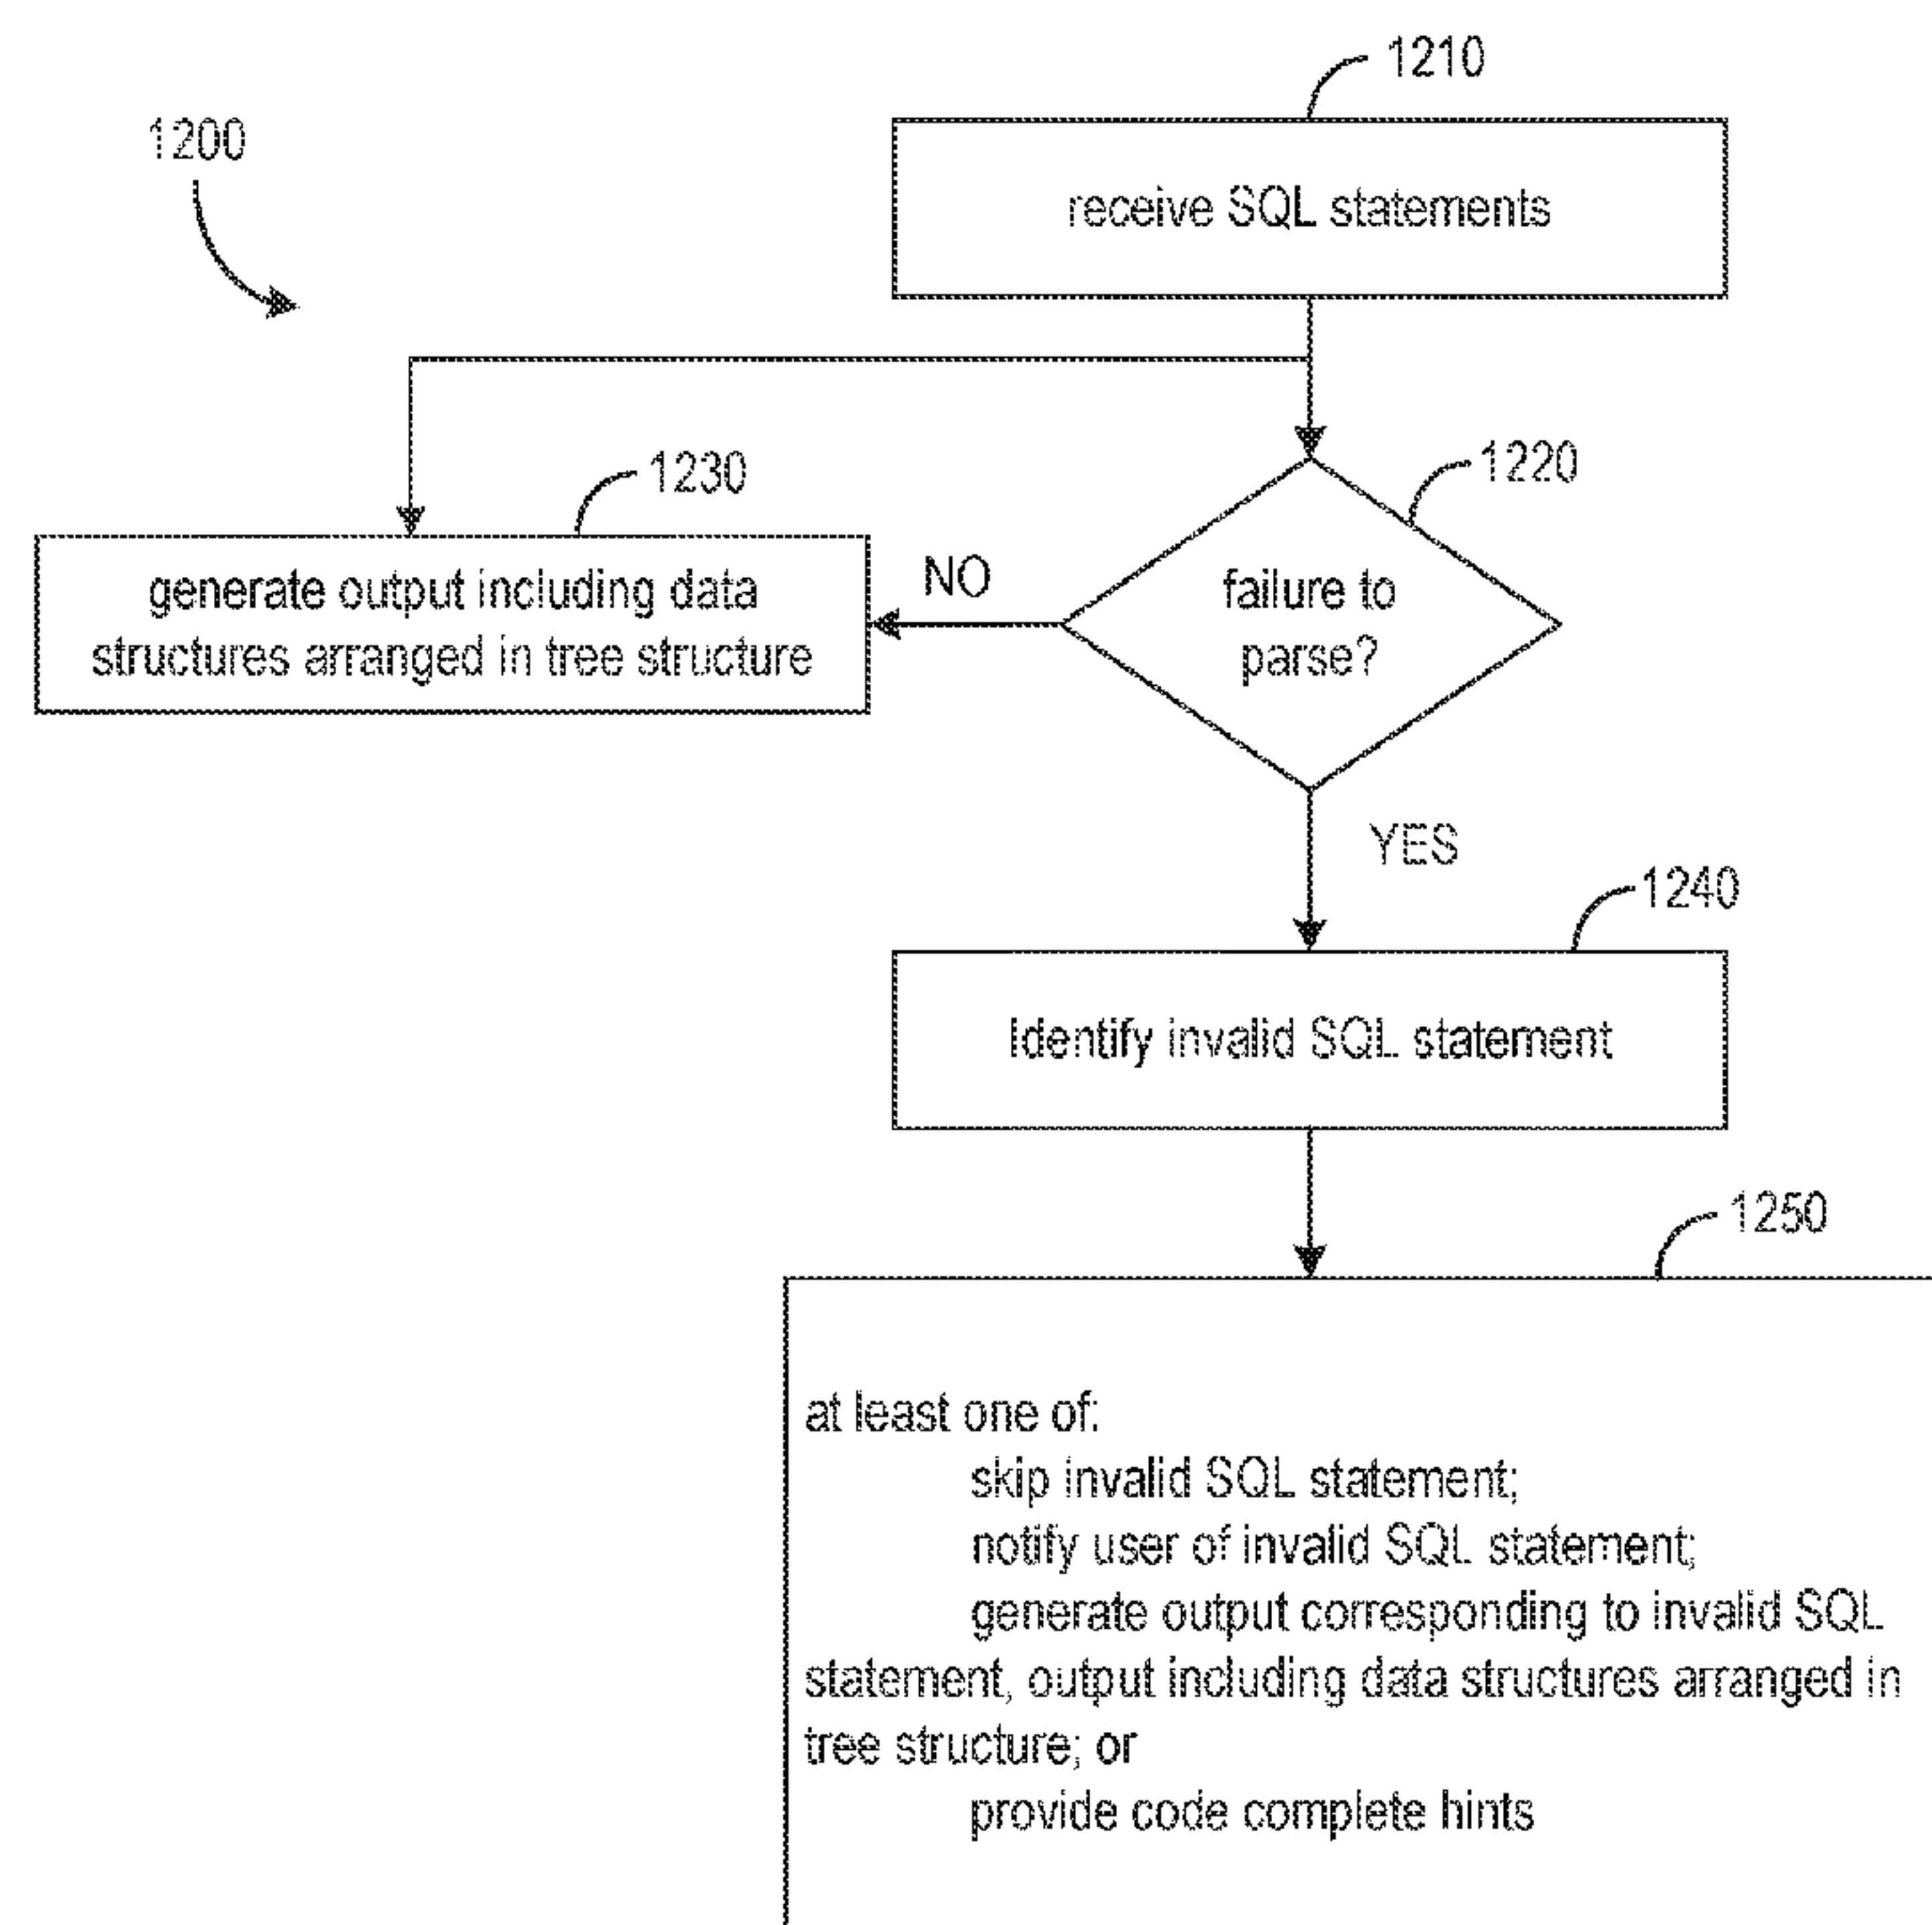 1210
1200
receive SQL statements
1230
1220
generate output including data
structures arranged in tree structure
NO
failure to
parse?
YES
1240
Identify invalid SQL statement
1250
at least one of:
skip invalid SQL statement;
notify user of invalid SQL statement;
generate output corresponding to invalid SQL
statement, output including data structures arranged in
tree structure; or
provide code complete hints